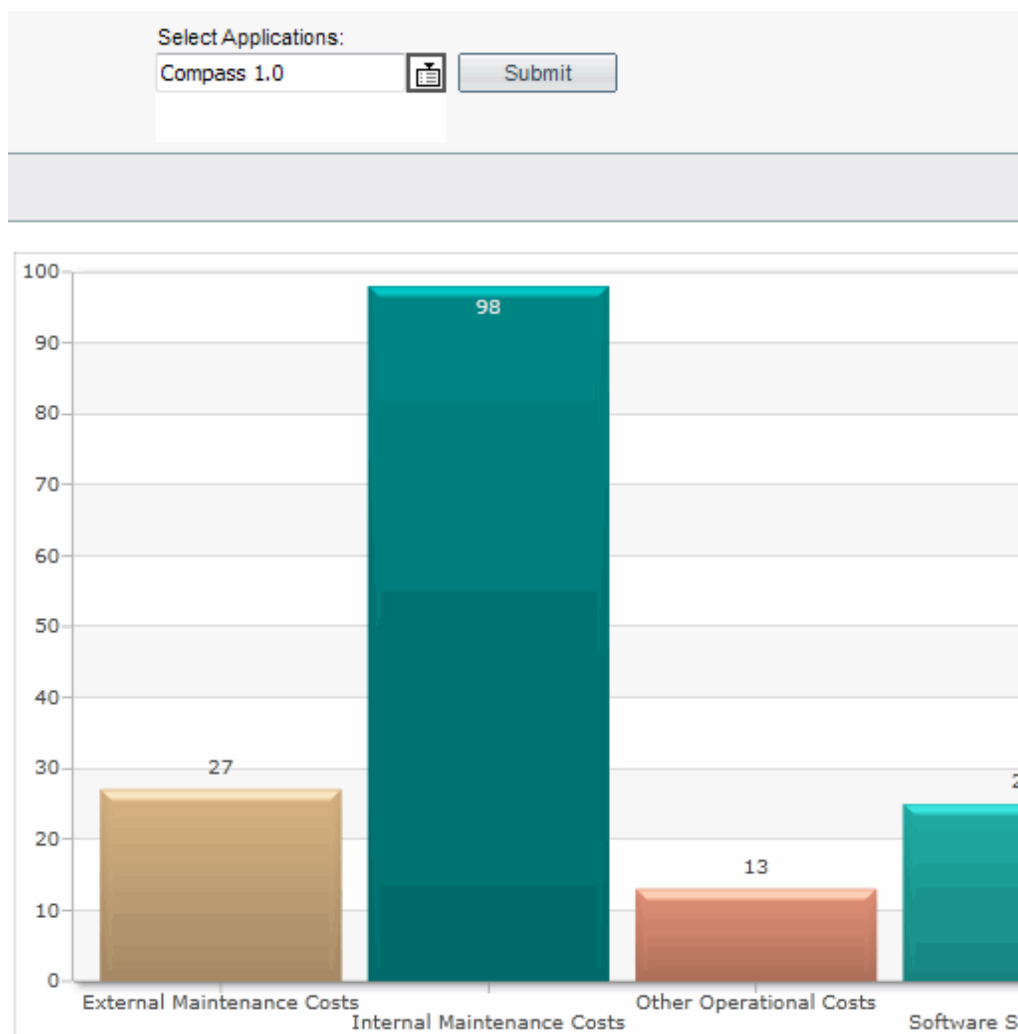 Select Applications:
Compass 1.0
Submit
100
98
90
80
70
60
50
40
30
27
20
13
10
0
External Maintenance Costs
Other Operational Costs
Internal Maintenance Costs
Software